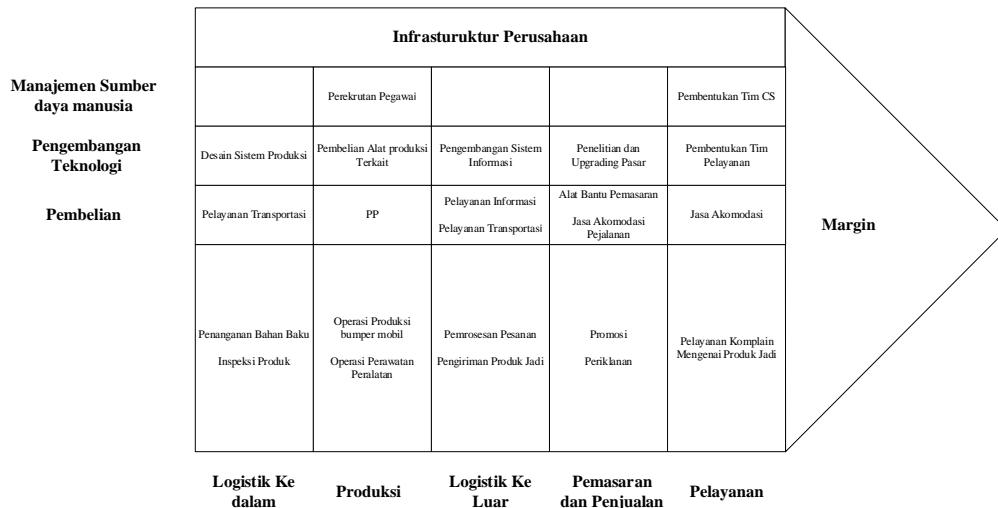 Infrasturuktur Perusahaan
Manajemen Sumber
daya manusia
Perekrutan Pegawai
Pembentukan Tim CS
Pengembangan
Teknologi
Desain Sistem Produksi
Pembelian Alat produksi
Terkait
Pengembangan Sistem
Informasi
Penelitian dan
Upgrading Pasar
Pembentukan Tim
Pelayanan
Pembelian
Pelayanan Transportasi
PP
Pelayanan Informasi
Pelayanan Transportasi
Alat Bantu Pemasaran
Jasa Akomodasi
Pejalanan
Jasa Akomodasi
Margin
Penanganan Bahan Baku
Inspeksi Produk
Operasi Produksi
bumper mobil
Operasi Perawatan
Peralatan
Pemrosesan Pesanan
Pengiriman Produk Jadi
Promosi
Periklanan
Pelayanan Komplain
Mengenai Produk Jadi
Logistik Ke
dalam
Produksi
Logistik Ke
Luar
Pemasaran
dan Penjualan
Pelayanan